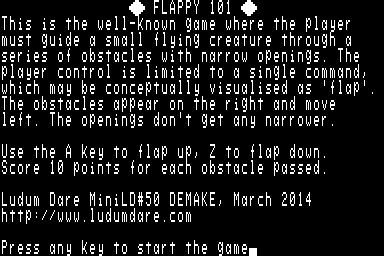 ◆ FLAPPY 101 ◆
This is the well-known game where the player
must guide a small flying creature through a
series of obstacles with narrow openings. The
player control is limited to a single command,
which may be conceptually visualised as 'flap'.
The obstacles appear on the right and move
left. The openings don't get any narrower.
Use the A key to flap up, Z to flap down.
Score 10 points for each obstacle passed.
Ludum Dare MiniLD#50 DEMAKE, March 2014
http://www.ludumdare.com
Press any key to start the game